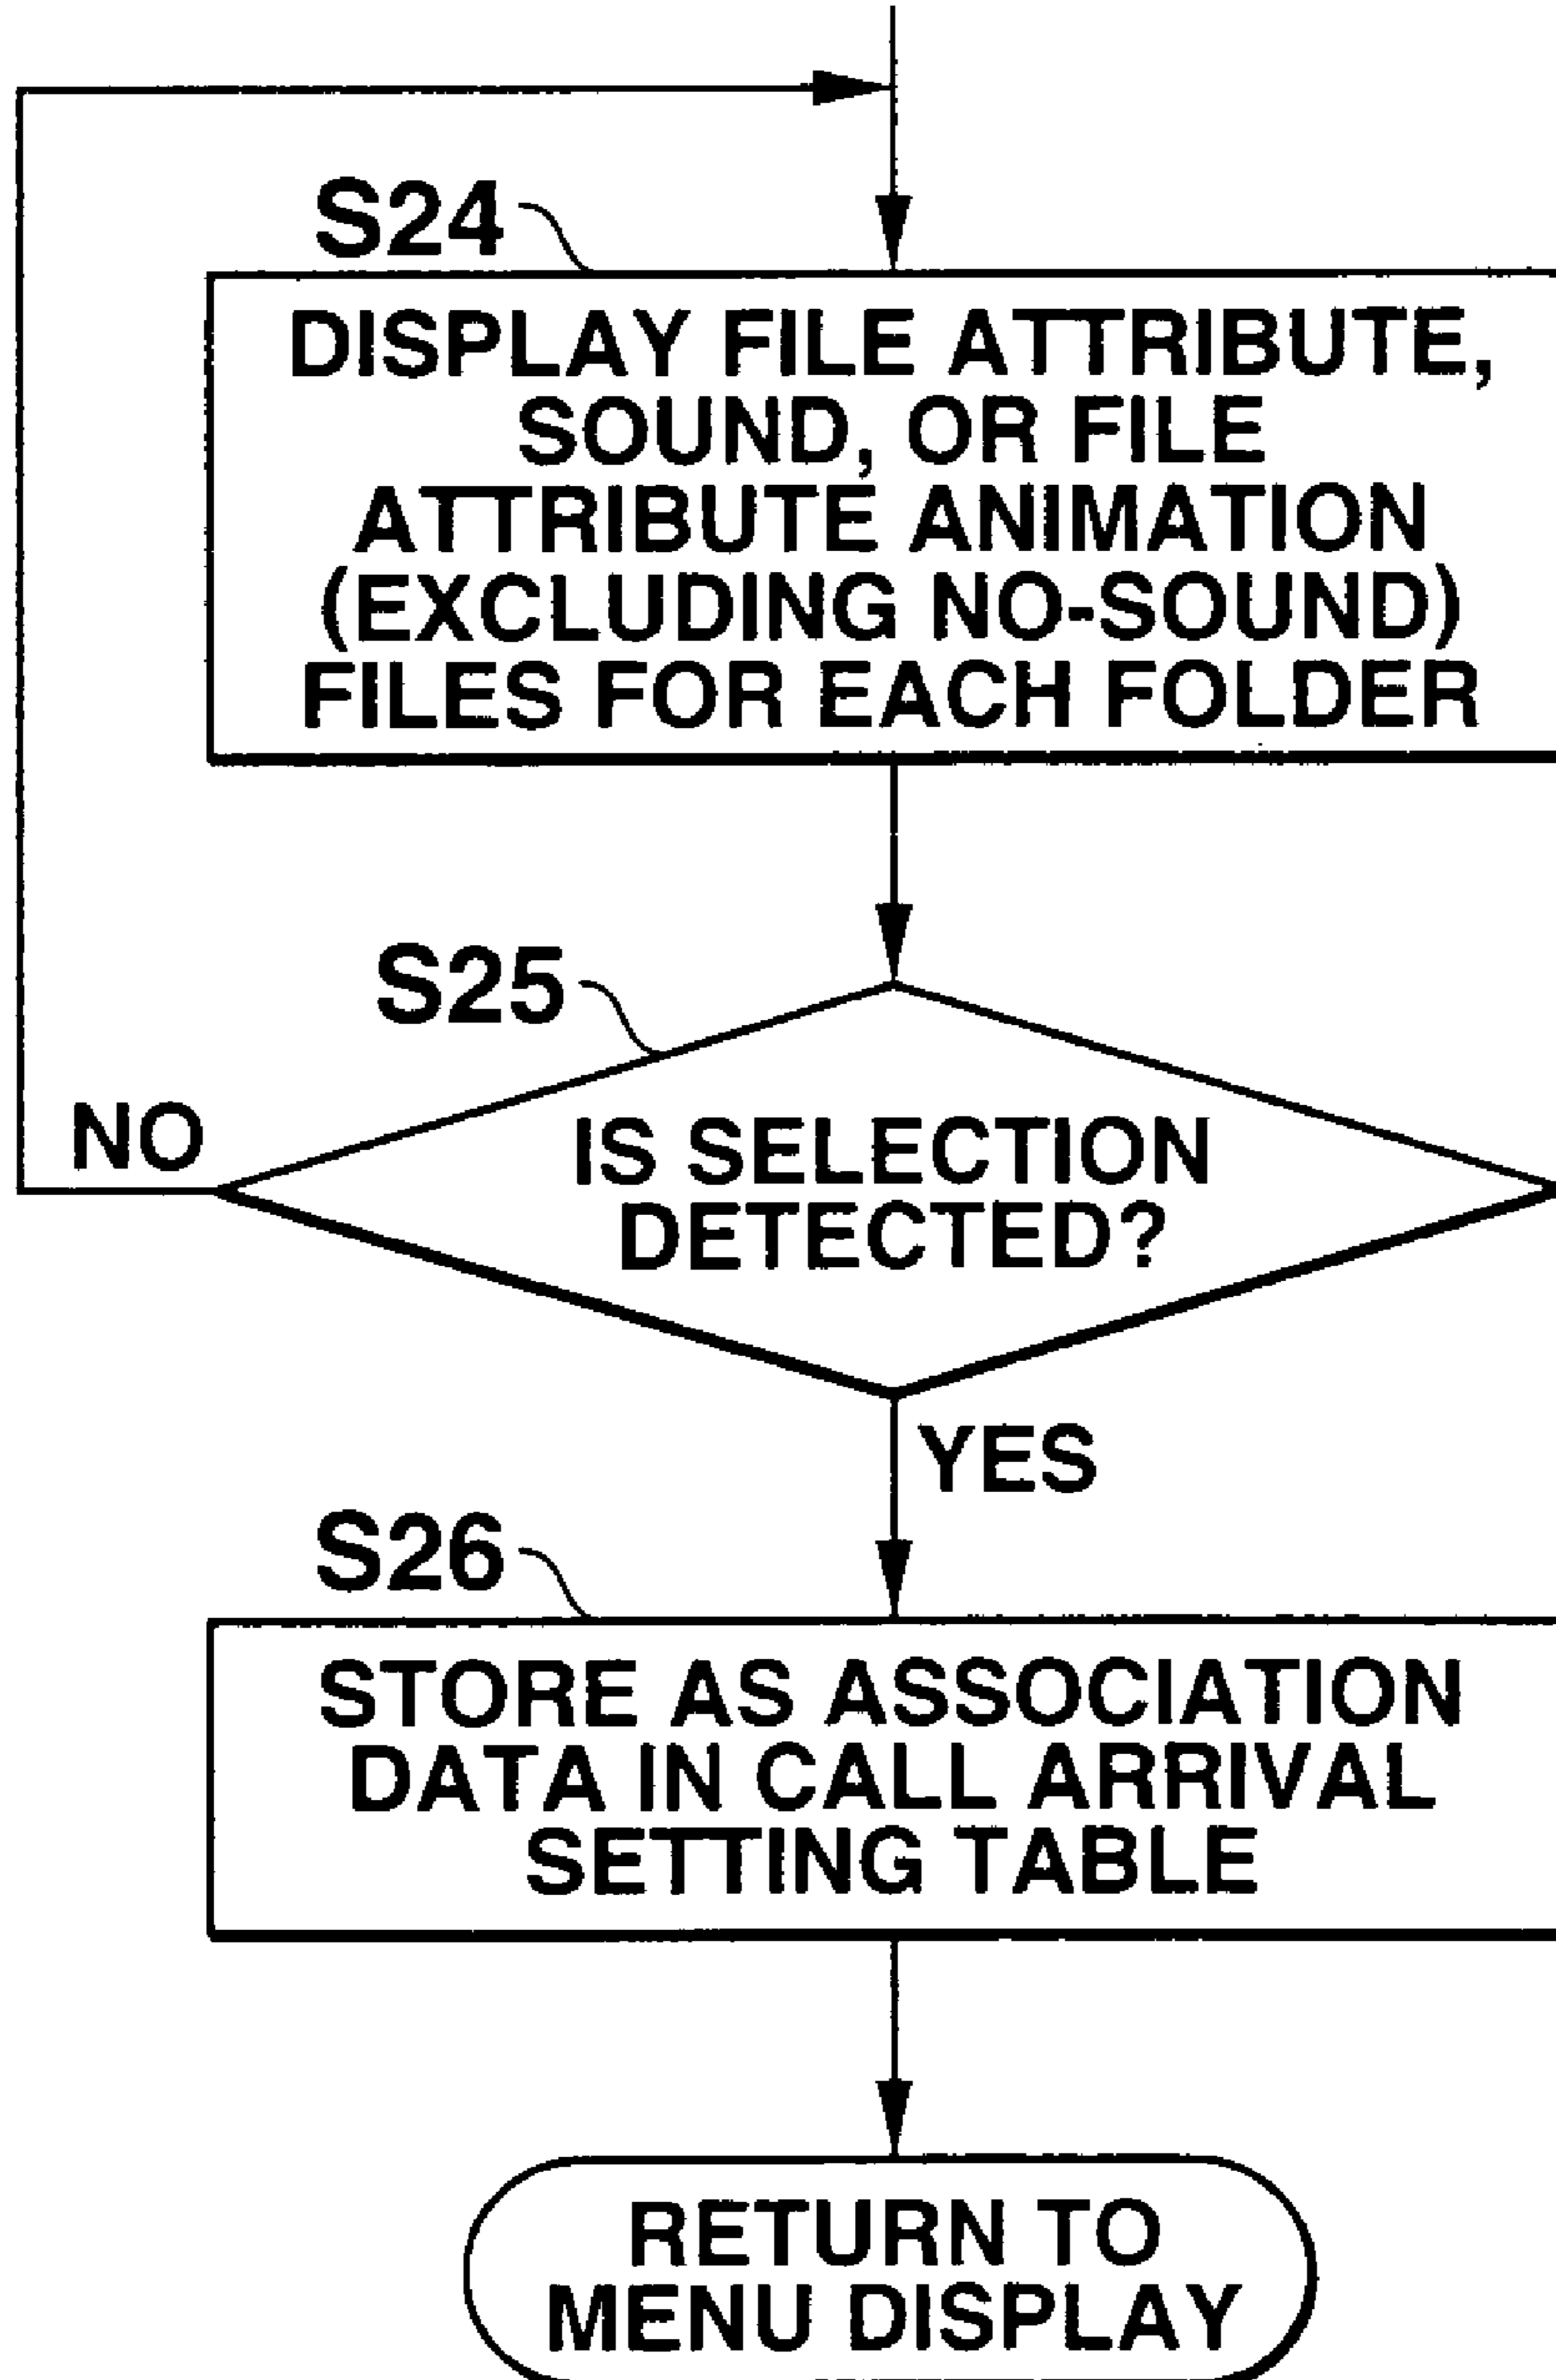 S24
DISPLAY FILE ATTRIBUTE,
SOUND, OR FILE
ATTRIBUTE ANIMATION
(EXCLUDING NO-SOUND)
FILES FOR EACH FOLDER
S25
NO
IS SELECTION
DETECTED?
YES
S26
STORE AS ASSOCIATION
DATA IN CALL ARRIVAL
SETTING TABLE
RETURN TO
MENU DISPLAY